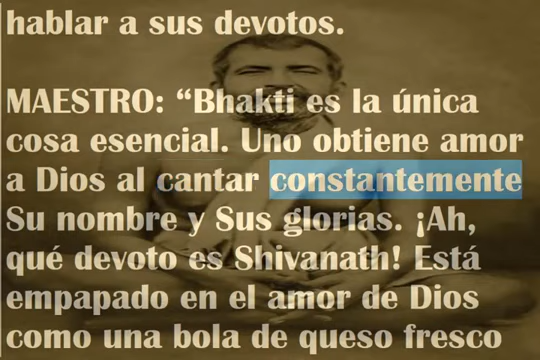 hablar a sus devotos.
MAESTRO: “Bhakti es la única
cosa esencial. Uno obtiene amor
a Dios al cantar constantemente
Su nombre y Sus glorias. ¡Ah,
qué devoto es Shivanath! Está
empapado en el amor de Dios
como una bola de queso fresco